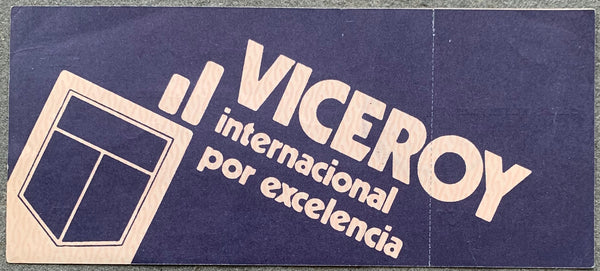 VICEROY
internacional
por excelencia